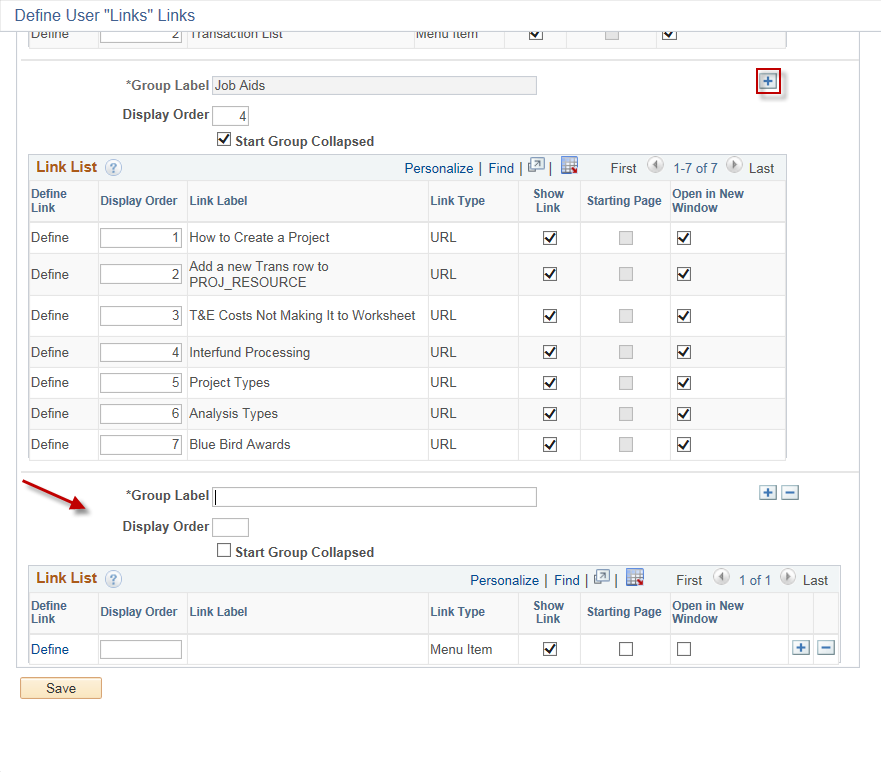 Define User "Links" Links
Define 2 Transaction List Menu Item
*Group Label Job Aids
Display Order 4
Start Group Collapsed
Link List Personalize | Find | | First 1-7 of 7 Last
Define Link Display Order Link Label Link Type Show Link Starting Page Open in New Window
Define 1 How to Create a Project URL
Define 2 Add a new Trans row to PROJ_RESOURCE URL
Define 3 T&E Costs Not Making It to Worksheet URL
Define 4 Interfund Processing URL
Define 5 Project Types URL
Define 6 Analysis Types URL
Define 7 Blue Bird Awards URL
*Group Label
Display Order
Start Group Collapsed
Link List Personalize | Find | | First 1 of 1 Last
Define Link Display Order Link Label Link Type Show Link Starting Page Open in New Window
Define Menu Item
Save